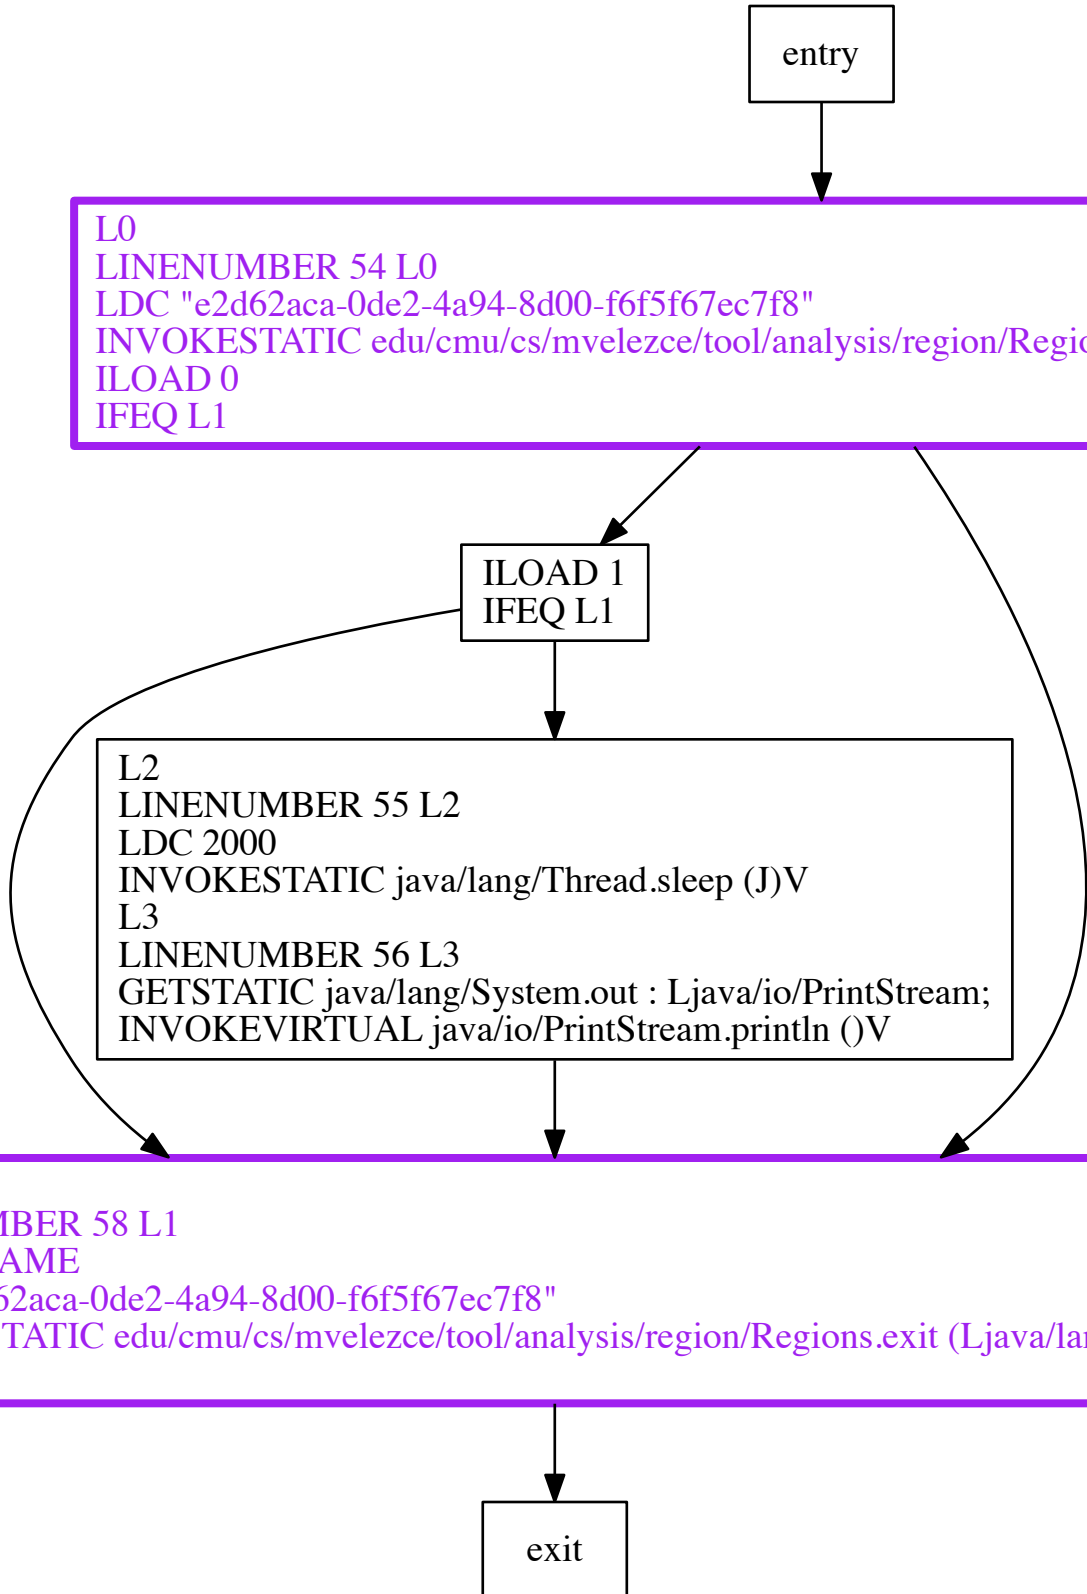 entry
L0
LINENUMBER 54 L0
LDC "e2d62aca-0de2-4a94-8d00-f6f5f67ec7f8"
INVOKESTATIC edu/cmu/cs/mvelezce/tool/analysis/region/Regio
ILOAD 0
IFEQ L1
ILOAD 1
IFEQ L1
L2
LINENUMBER 55 L2
LDC 2000
INVOKESTATIC java/lang/Thread.sleep (J)V
L3
LINENUMBER 56 L3
GETSTATIC java/lang/System.out : Ljava/io/PrintStream;
INVOKEVIRTUAL java/io/PrintStream.println ()V
MBER 58 L1
AME
62aca-0de2-4a94-8d00-f6f5f67ec7f8"
TATIC edu/cmu/cs/mvelezce/tool/analysis/region/Regions.exit (Ljava/lan
exit